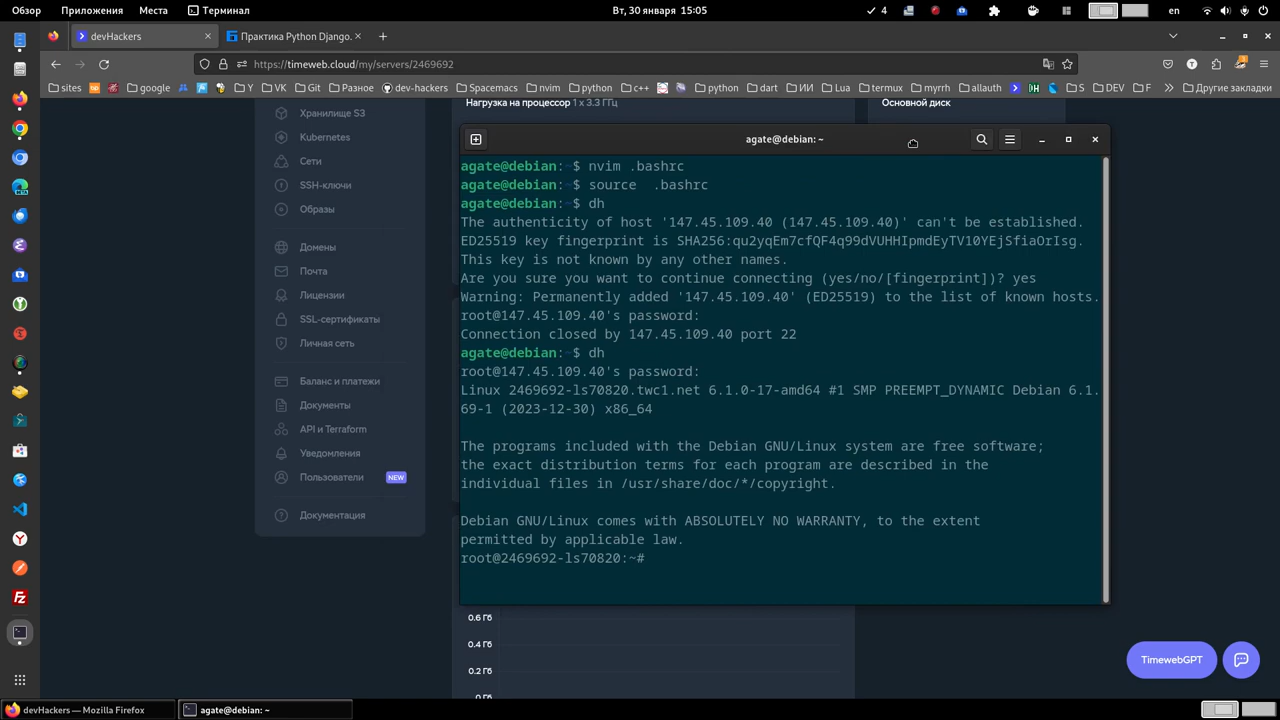 Обзор Приложения Места Терминал Вт, 30 января 15:05 4 en
devHackers Практика Python Django.
https://timeweb.cloud/my/servers/2469692
sites google Y VK Git Разное dev-hackers Spacemacs nvim python c++ python dart ИИ Lua termux myrrh allauth S DEV F Другие закладки
Нагрузка на процессор 1 x 3.3 ГГц Основной диск
Хранилище S3
Kubernetes
Сети
SSH-ключи
Образы
Домены
Почта
Лицензии
SSL-сертификаты
Личная сеть
Баланс и платежи
Документы
API и Terraform
Уведомления
Пользователи NEW
Документация
agate@debian: ~
agate@debian:~$ nvim .bashrc
agate@debian:~$ source  .bashrc
agate@debian:~$ dh
The authenticity of host '147.45.109.40 (147.45.109.40)' can't be established.
ED25519 key fingerprint is SHA256:qu2yqEm7cfQF4q99dVUHHIpmdEyTV10YEjSfiaOrIsg.
This key is not known by any other names.
Are you sure you want to continue connecting (yes/no/[fingerprint])? yes
Warning: Permanently added '147.45.109.40' (ED25519) to the list of known hosts.
root@147.45.109.40's password:
Connection closed by 147.45.109.40 port 22
agate@debian:~$ dh
root@147.45.109.40's password:
Linux 2469692-ls70820.twc1.net 6.1.0-17-amd64 #1 SMP PREEMPT_DYNAMIC Debian 6.1.
69-1 (2023-12-30) x86_64
The programs included with the Debian GNU/Linux system are free software;
the exact distribution terms for each program are described in the
individual files in /usr/share/doc/*/copyright.
Debian GNU/Linux comes with ABSOLUTELY NO WARRANTY, to the extent
permitted by applicable law.
root@2469692-ls70820:~#
0.6 Гб
0.4 Гб
0.2 Гб
0 Гб
TimewebGPT
devHackers — Mozilla Firefox agate@debian: ~